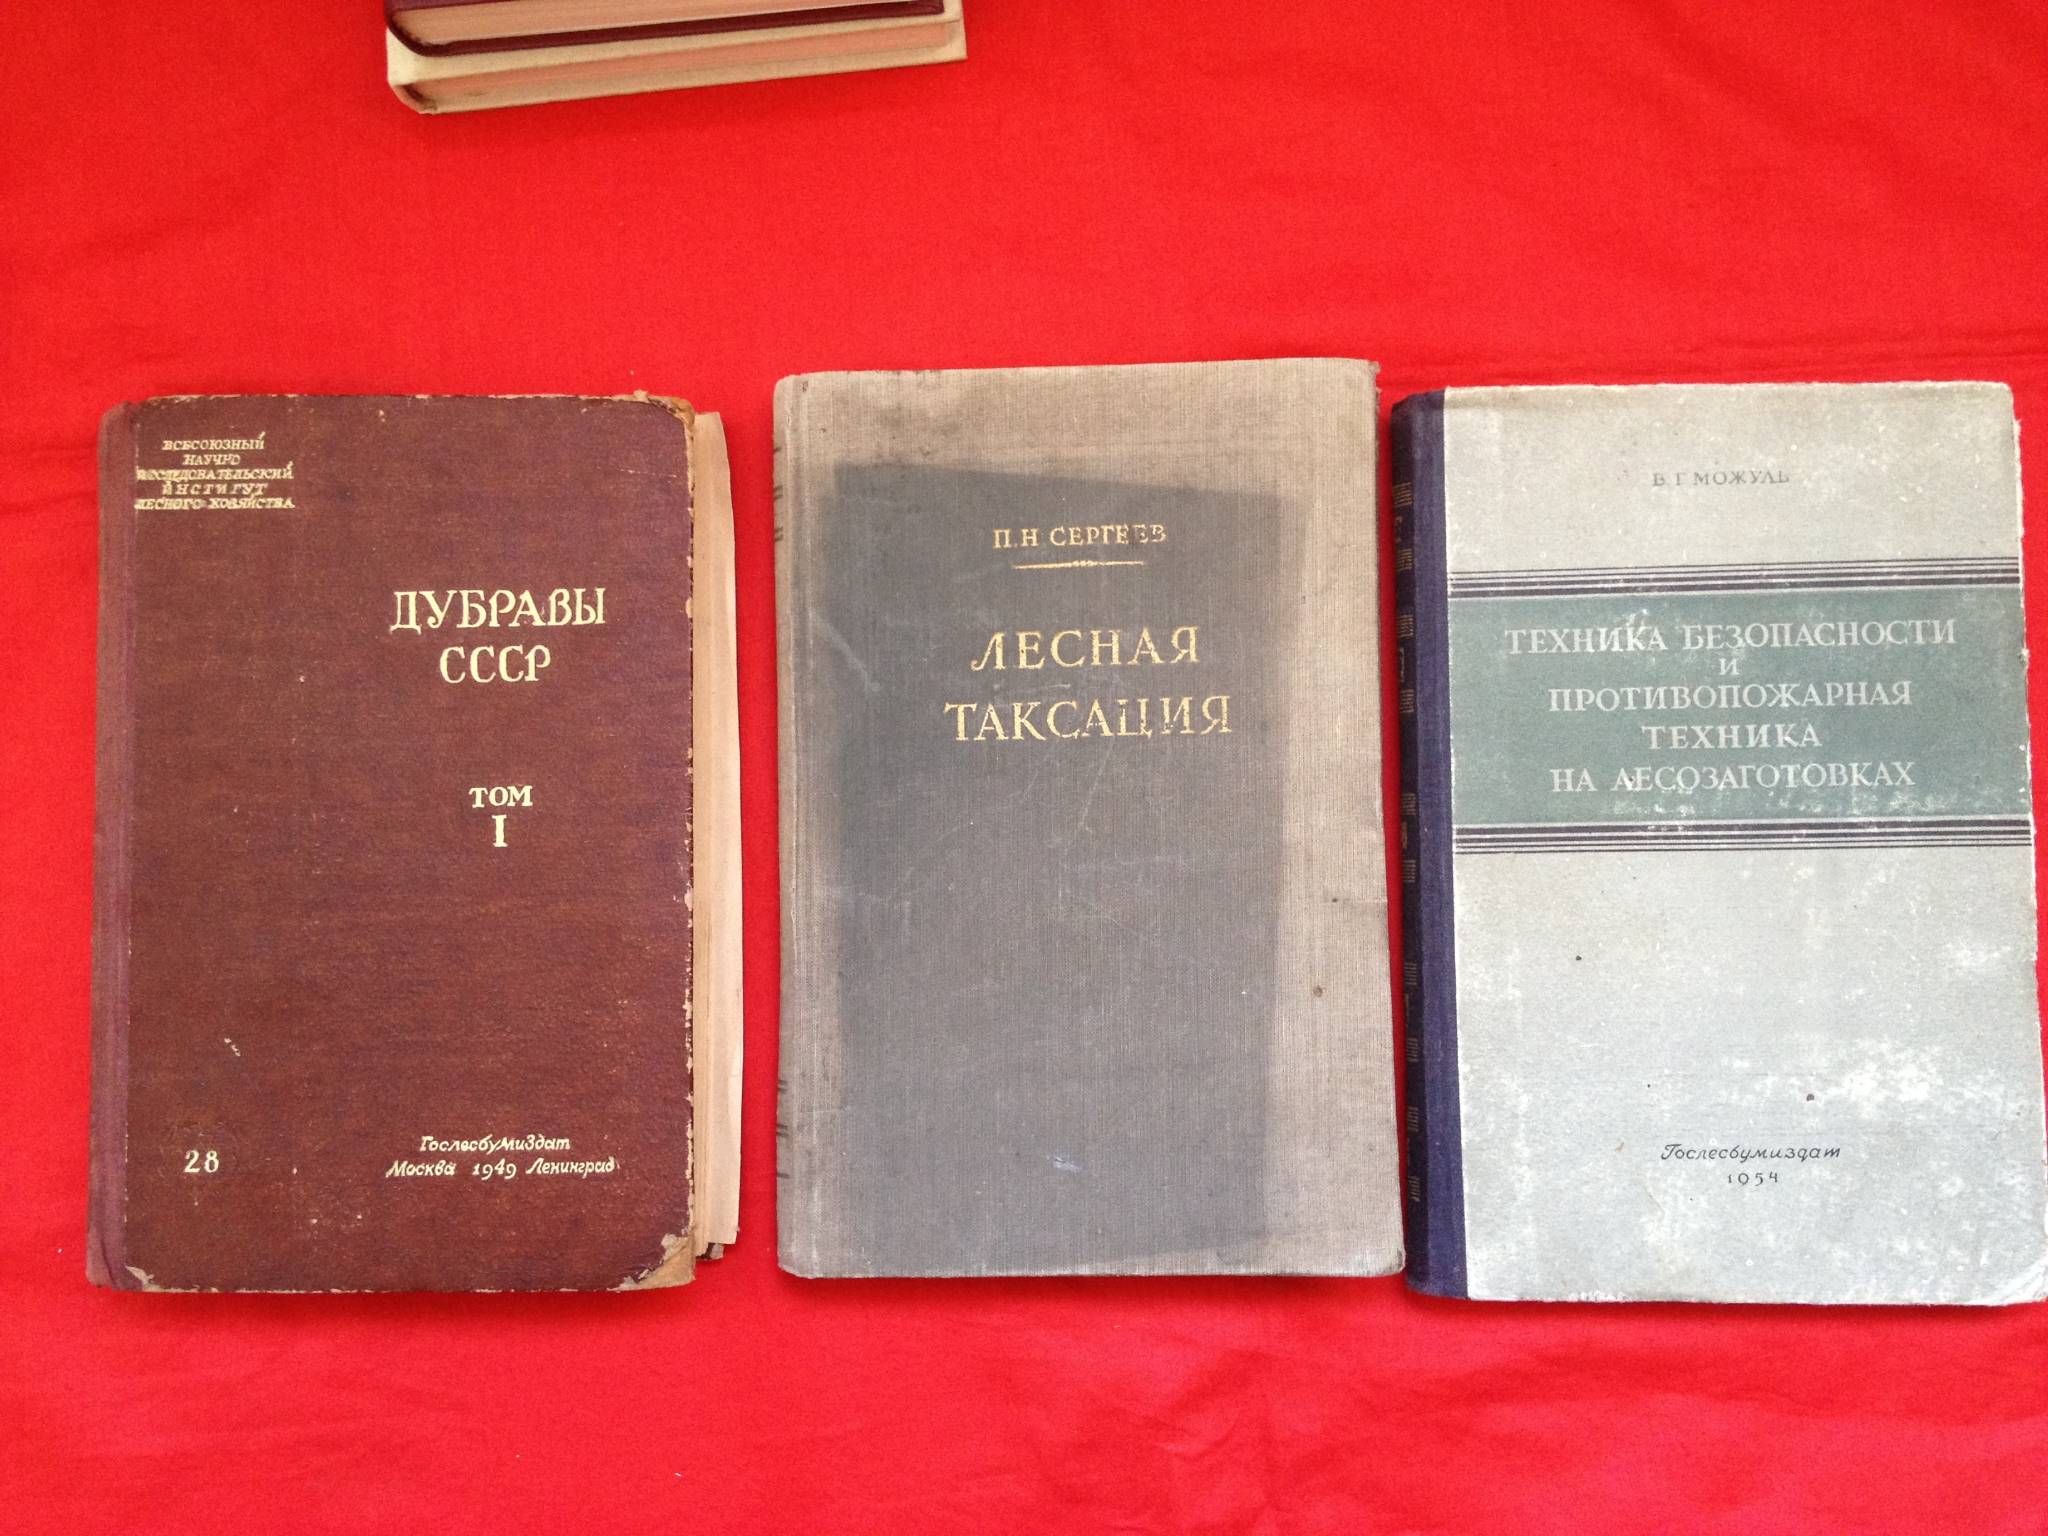 ВСЕСОЮЗНЫЙ
НАУЧНО
ИССЛЕДОВАТЕЛЬСКИЙ
ИНСТИТУТ
ЛЕСНОГО ХОЗЯЙСТВА
ДУБРАВЫ
СССР
ТОМ
I
28
Гослесбумиздат
Москва 1949 Ленинград
П.Н СЕРГЕЕВ
ЛЕСНАЯ
ТАКСАЦИЯ
В. Г. МОЖУЛЬ
ТЕХНИКА БЕЗОПАСНОСТИ
И
ПРОТИВОПОЖАРНАЯ
ТЕХНИКА
НА ЛЕСОЗАГОТОВКАХ
Гослесбумиздат
1954